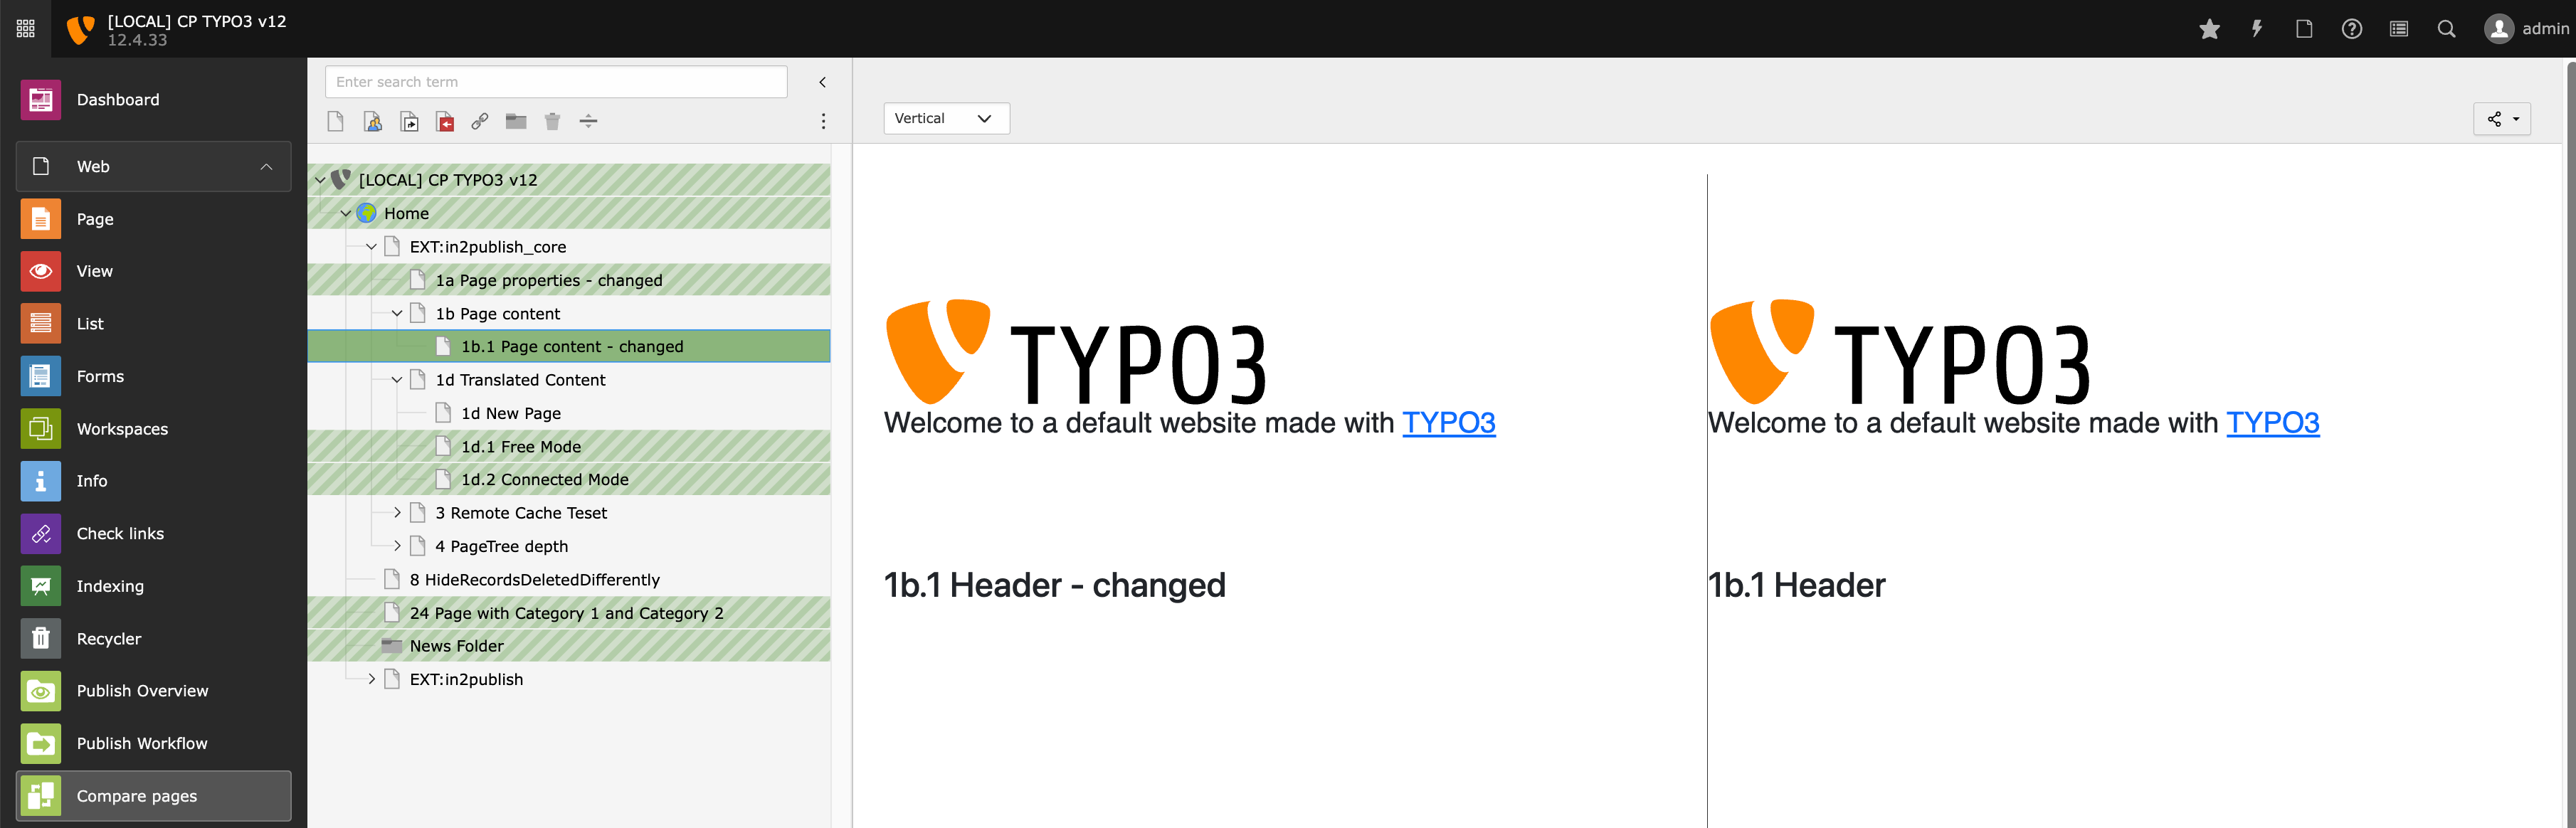 [LOCAL] CP TYPO3 v12
12.4.33
admin
Dashboard
Web
Page
View
List
Forms
Workspaces
Info
Check links
Indexing
Recycler
Publish Overview
Publish Workflow
Compare pages
Enter search term
[LOCAL] CP TYPO3 v12
Home
EXT:in2publish_core
1a Page properties - changed
1b Page content
1b.1 Page content - changed
1d Translated Content
1d New Page
1d.1 Free Mode
1d.2 Connected Mode
3 Remote Cache Teset
4 PageTree depth
8 HideRecordsDeletedDifferently
24 Page with Category 1 and Category 2
News Folder
EXT:in2publish
Vertical
TYPO3
Welcome to a default website made with TYPO3
1b.1 Header - changed
TYPO3
Welcome to a default website made with TYPO3
1b.1 Header